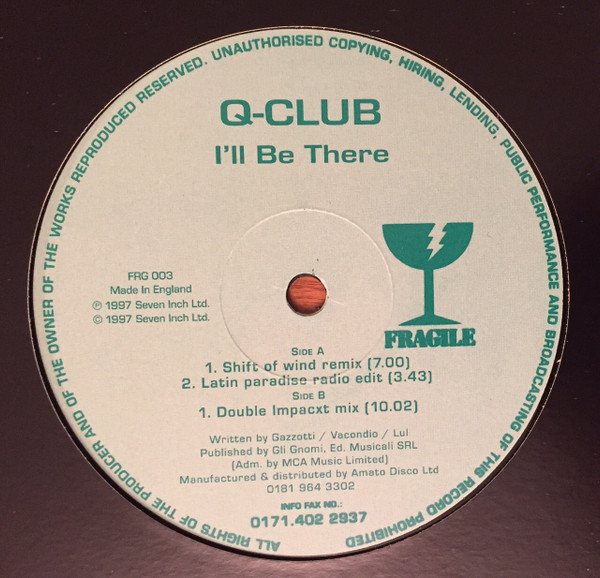 ALL RIGHTS OF THE PRODUCER AND OF THE OWNER OF THE WORKS REPRODUCED RESERVED. UNAUTHORISED COPYING, HIRING, LENDING, PUBLIC PERFORMANCE AND BROADCASTING OF THIS RECORD PROHIBITED
Q-CLUB
I'll Be There
FRG 003
Made In England
℗ 1997 Seven Inch Ltd.
© 1997 Seven Inch Ltd.
FRAGILE
SIDE A
1. Shift of wind remix (7.00)
2. Latin paradise radio edit (3.43)
SIDE B
1. Double Impacxt mix (10.02)
Written by Gazzotti / Vacondio / Lul
Published by Gli Gnomi, Ed. Musicali SRL
(Adm. by MCA Music Limited)
Manufactured & distributed by Amato Disco Ltd
0181 964 3302
INFO FAX NO.:
0171.402 2937